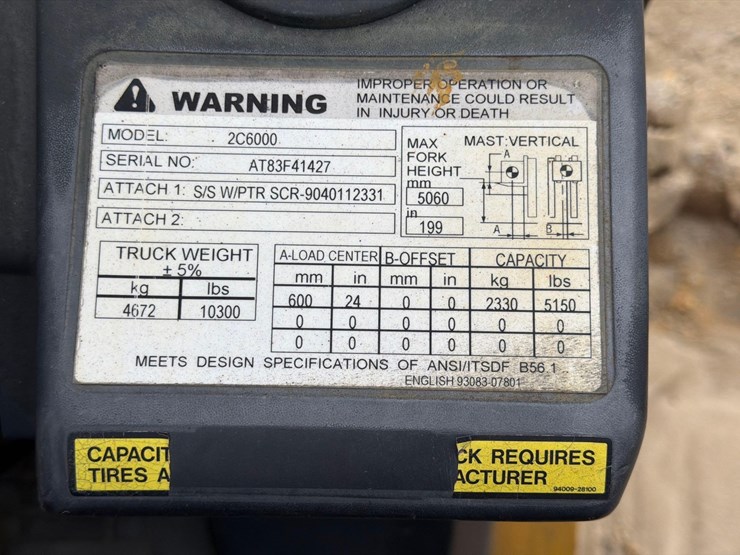 WARNING
IMPROPER OPERATION OR
MAINTENANCE COULD RESULT
IN INJURY OR DEATH
MODEL: 2C6000
SERIAL NO: AT83F41427
ATTACH 1: S/S W/PTR SCR-9040112331
ATTACH 2:
MAX
FORK
HEIGHT
mm
5060
in
199
MAST:VERTICAL
A
A
B
TRUCK WEIGHT
± 5%
kg lbs
4672 10300
A-LOAD CENTER B-OFFSET CAPACITY
mm in mm in kg lbs
600 24 0 0 2330 5150
0 0 0 0 0 0
0 0 0 0 0 0
MEETS DESIGN SPECIFICATIONS OF ANSI/ITSDF B56.1
ENGLISH 93083-07801
CAPACIT CK REQUIRES
TIRES A ACTURER
94009-28100